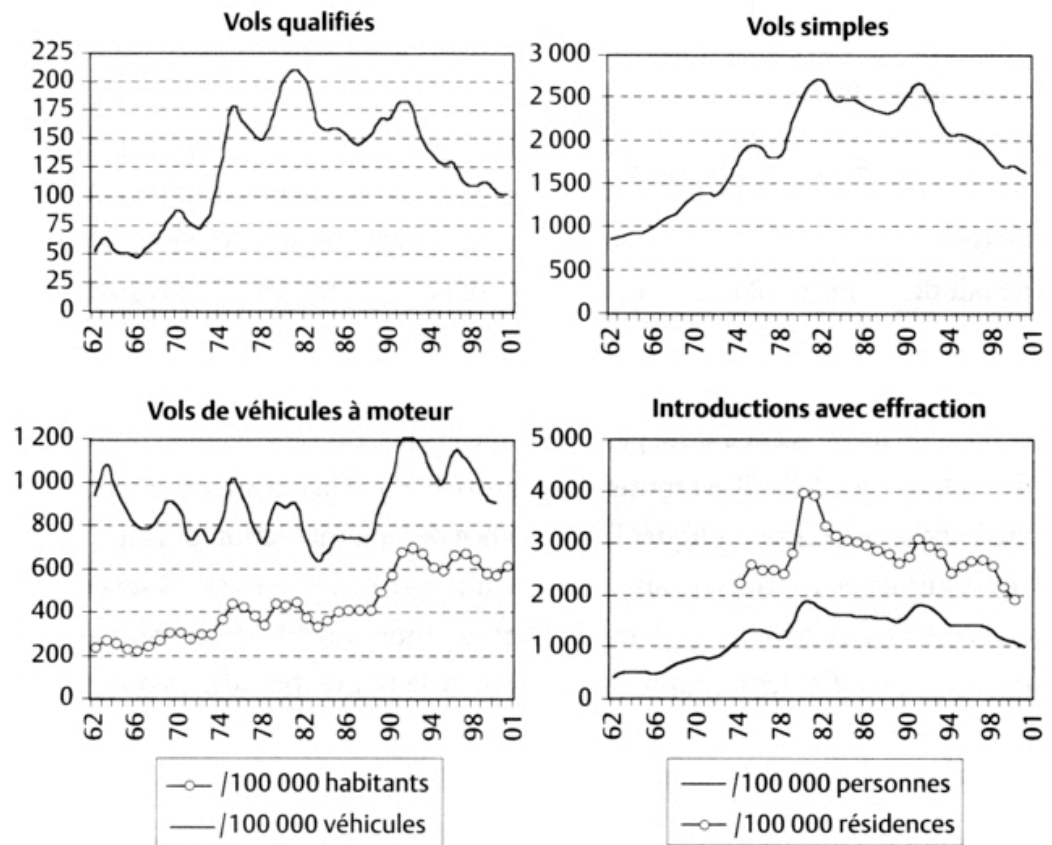 Vols qualifiés
225
200
175
150
125
100
75
50
25
0
62 66 70 74 78 82 86 90 94 98 01
Vols simples
3 000
2 500
2 000
1 500
1 000
500
0
62 66 70 74 78 82 86 90 94 98 01
Vols de véhicules à moteur
1 200
1 000
800
600
400
200
0
62 66 70 74 78 82 86 90 94 98 01
/100 000 habitants
/100 000 véhicules
Introductions avec effraction
5 000
4 000
3 000
2 000
1 000
0
62 66 70 74 78 82 86 90 94 98 01
/100 000 personnes
/100 000 résidences